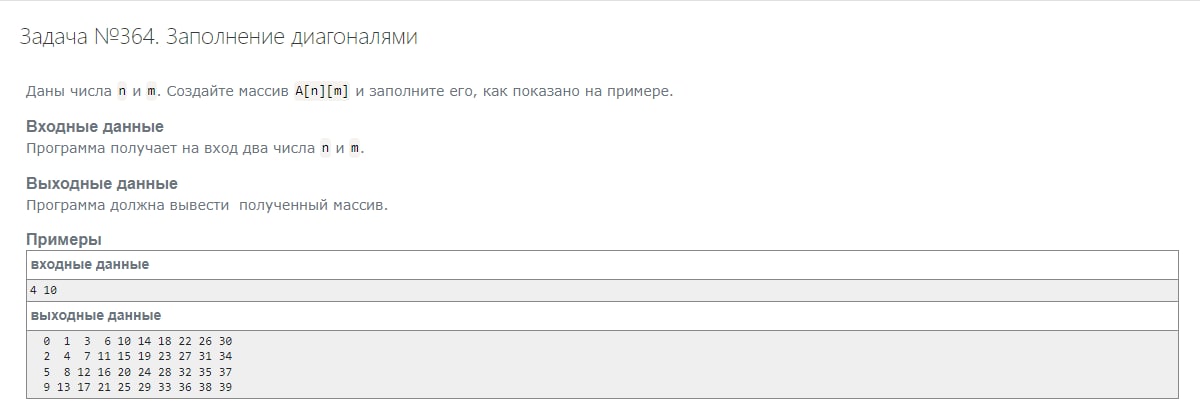 Задача №364. Заполнение диагоналями
Даны числа n и m. Создайте массив A[n][m] и заполните его, как показано на примере.
Входные данные
Программа получает на вход два числа n и m.
Выходные данные
Программа должна вывести  полученный массив.
Примеры
входные данные
4 10
выходные данные
  0  1  3  6 10 14 18 22 26 30
  2  4  7 11 15 19 23 27 31 34
  5  8 12 16 20 24 28 32 35 37
  9 13 17 21 25 29 33 36 38 39